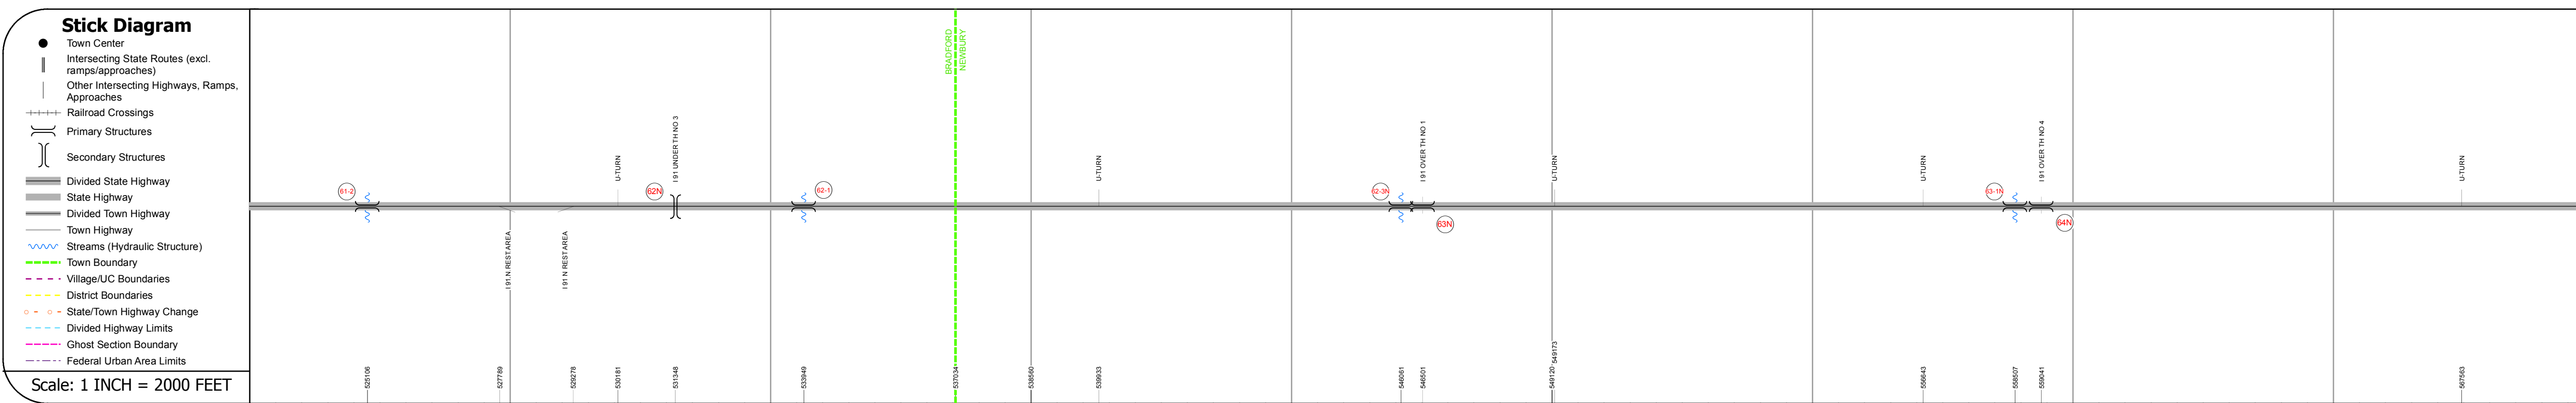 Stick Diagram
Town Center
Intersecting State Routes (excl.
ramps/approaches)
Other Intersecting Highways, Ramps,
Approaches
Railroad Crossings
Primary Structures
Secondary Structures
Divided State Highway
State Highway
Divided Town Highway
Town Highway
Streams (Hydraulic Structure)
Town Boundary
Village/UC Boundaries
District Boundaries
State/Town Highway Change
Divided Highway Limits
Ghost Section Boundary
Federal Urban Area Limits
Scale: 1 INCH = 2000 FEET
BRADFORD
NEWBURY
U-TURN
I 91 UNDER TH NO 3
U-TURN
I 91 OVER TH NO 1
U-TURN
U-TURN
I 91 OVER TH NO 4
U-TURN
61-2
62N
62-1
62-3N
63N
63-1N
64N
I 91 N REST AREA
I 91 N REST AREA
525106
527789
529278
530181
531348
533949
537034
538560
539933
546061
546501
549120
549173
556643
558507
559041
567563